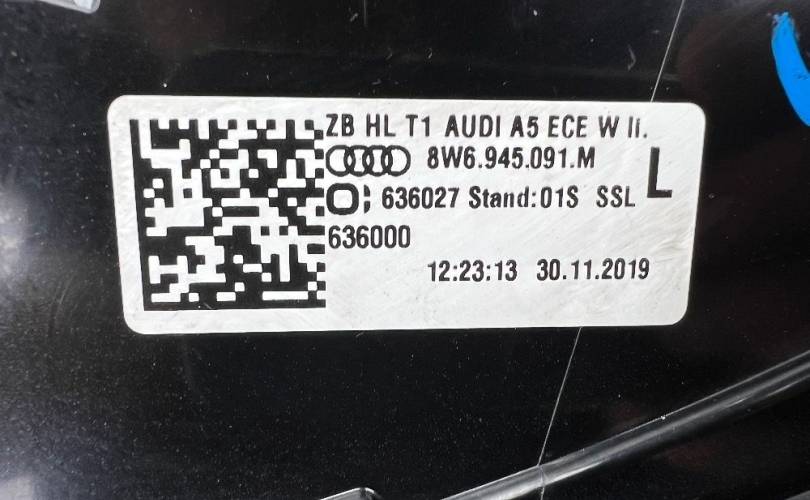 ZB HL T1 AUDI A5 ECE W li.
8W6.945.091.M
L
636027 Stand:01S SSL
636000
12:23:13 30.11.2019